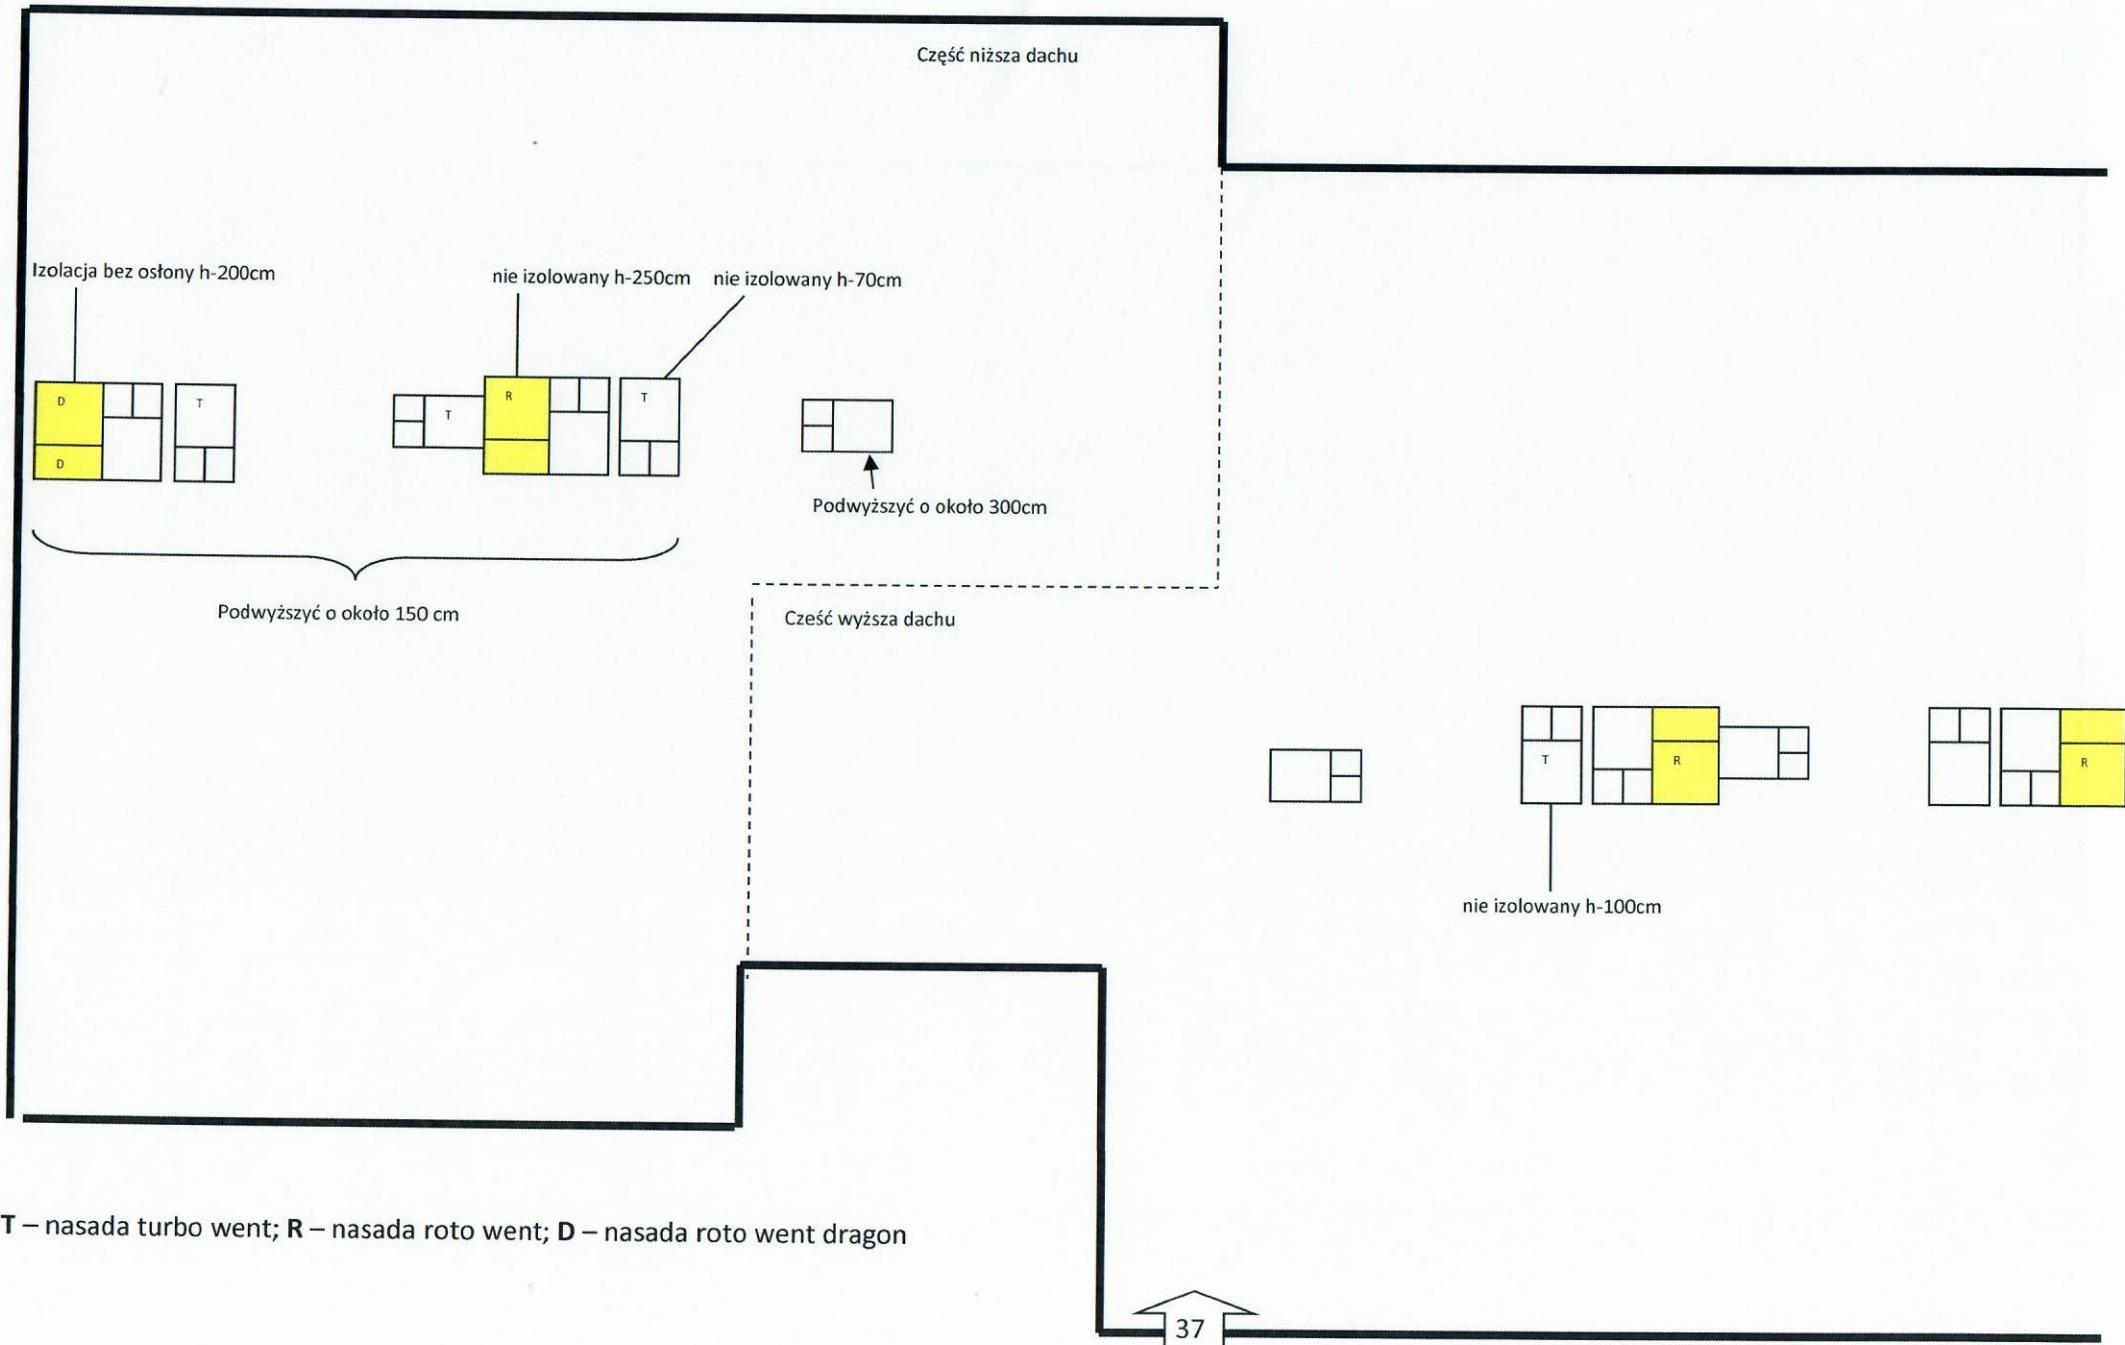 Część niższa dachu
Izolacja bez osłony h-200cm
nie izolowany h-250cm
nie izolowany h-70cm
D
D
T
T
R
T
Podwyższyć o około 300cm
Podwyższyć o około 150 cm
Cześć wyższa dachu
T
R
R
nie izolowany h-100cm
T – nasada turbo went; R – nasada roto went; D – nasada roto went dragon
37